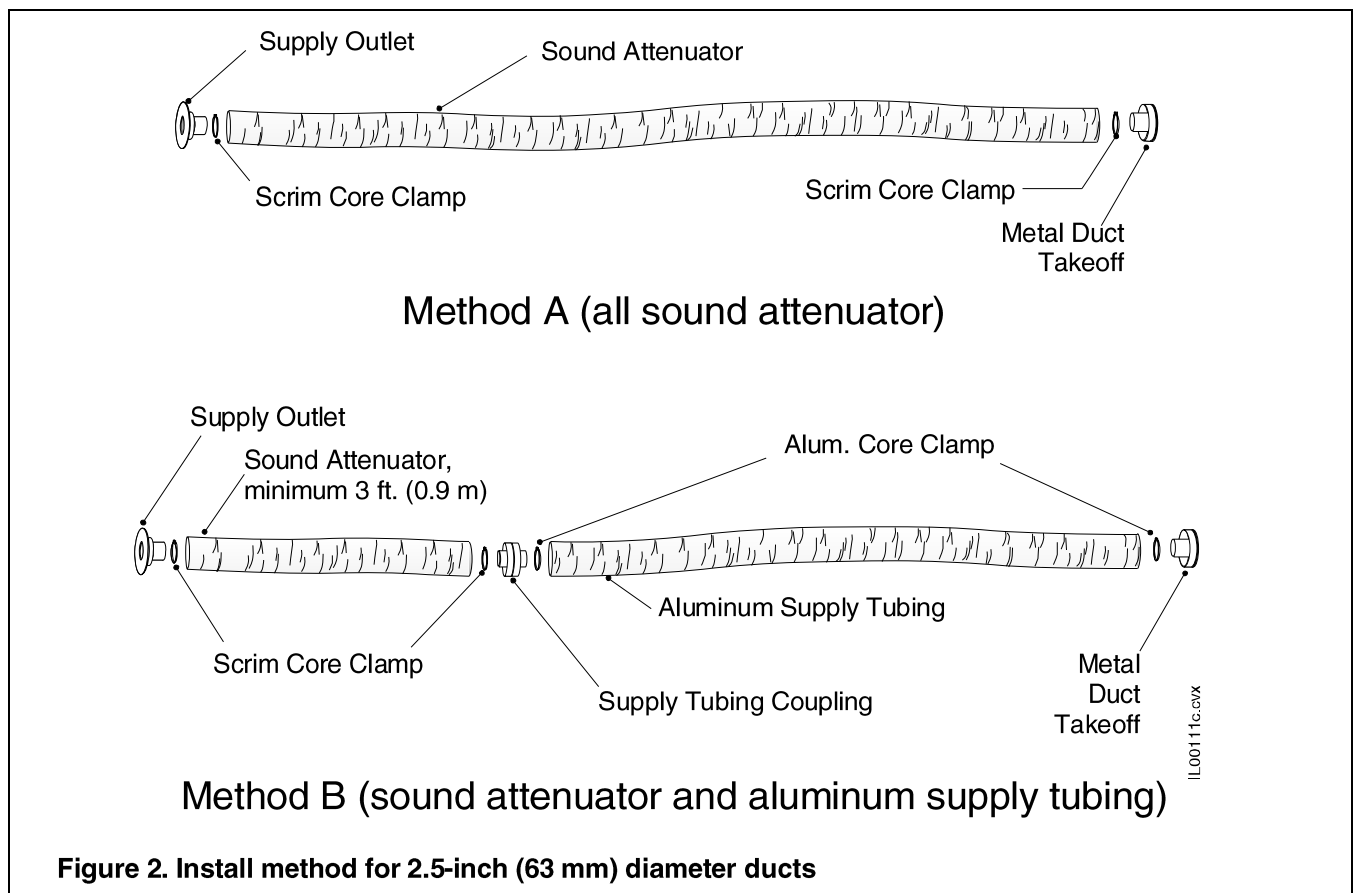 Supply Outlet
Sound Attenuator
Scrim Core Clamp
Scrim Core Clamp
Metal Duct
Takeoff
Method A (all sound attenuator)
Supply Outlet
Sound Attenuator,
minimum 3 ft. (0.9 m)
Alum. Core Clamp
Aluminum Supply Tubing
Scrim Core Clamp
Supply Tubing Coupling
Metal
Duct
Takeoff
IL00111c.cvx
Method B (sound attenuator and aluminum supply tubing)
Figure 2. Install method for 2.5-inch (63 mm) diameter ducts